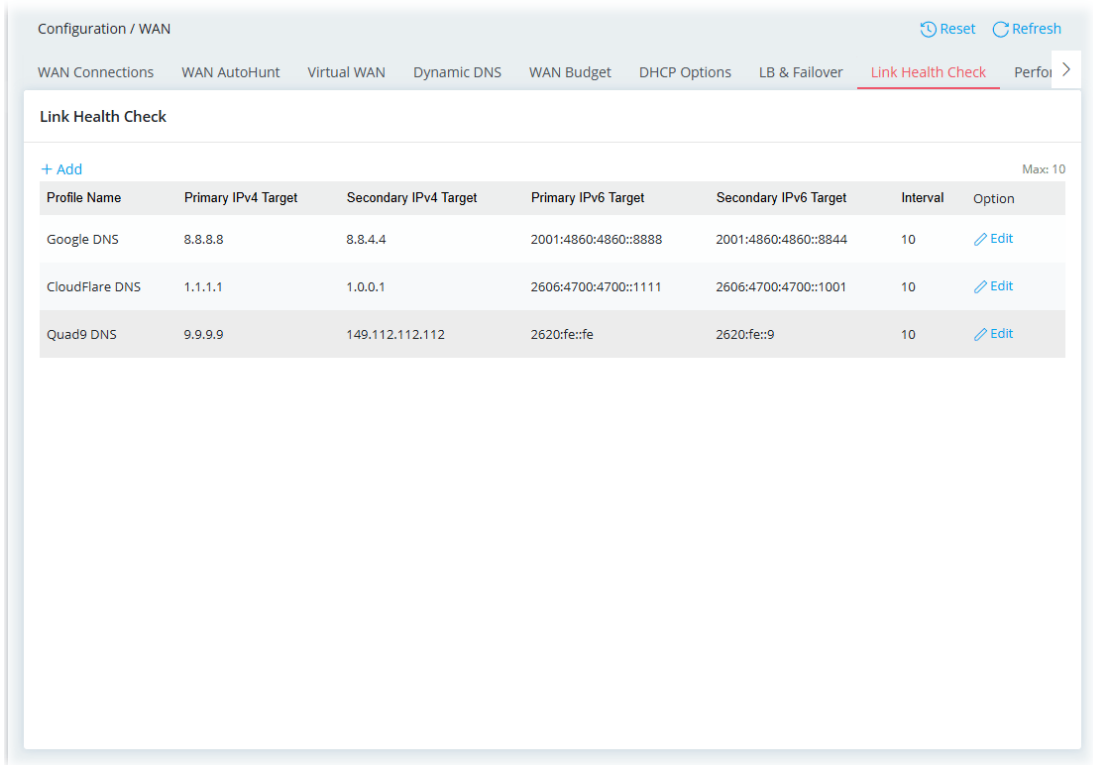 Configuration / WAN Reset Refresh
WAN Connections WAN AutoHunt Virtual WAN Dynamic DNS WAN Budget DHCP Options LB & Failover Link Health Check Perfor
Link Health Check
+ Add Max: 10
Profile Name Primary IPv4 Target Secondary IPv4 Target Primary IPv6 Target Secondary IPv6 Target Interval Option
Google DNS 8.8.8.8 8.8.4.4 2001:4860:4860::8888 2001:4860:4860::8844 10 Edit
CloudFlare DNS 1.1.1.1 1.0.0.1 2606:4700:4700::1111 2606:4700:4700::1001 10 Edit
Quad9 DNS 9.9.9.9 149.112.112.112 2620:fe::fe 2620:fe::9 10 Edit